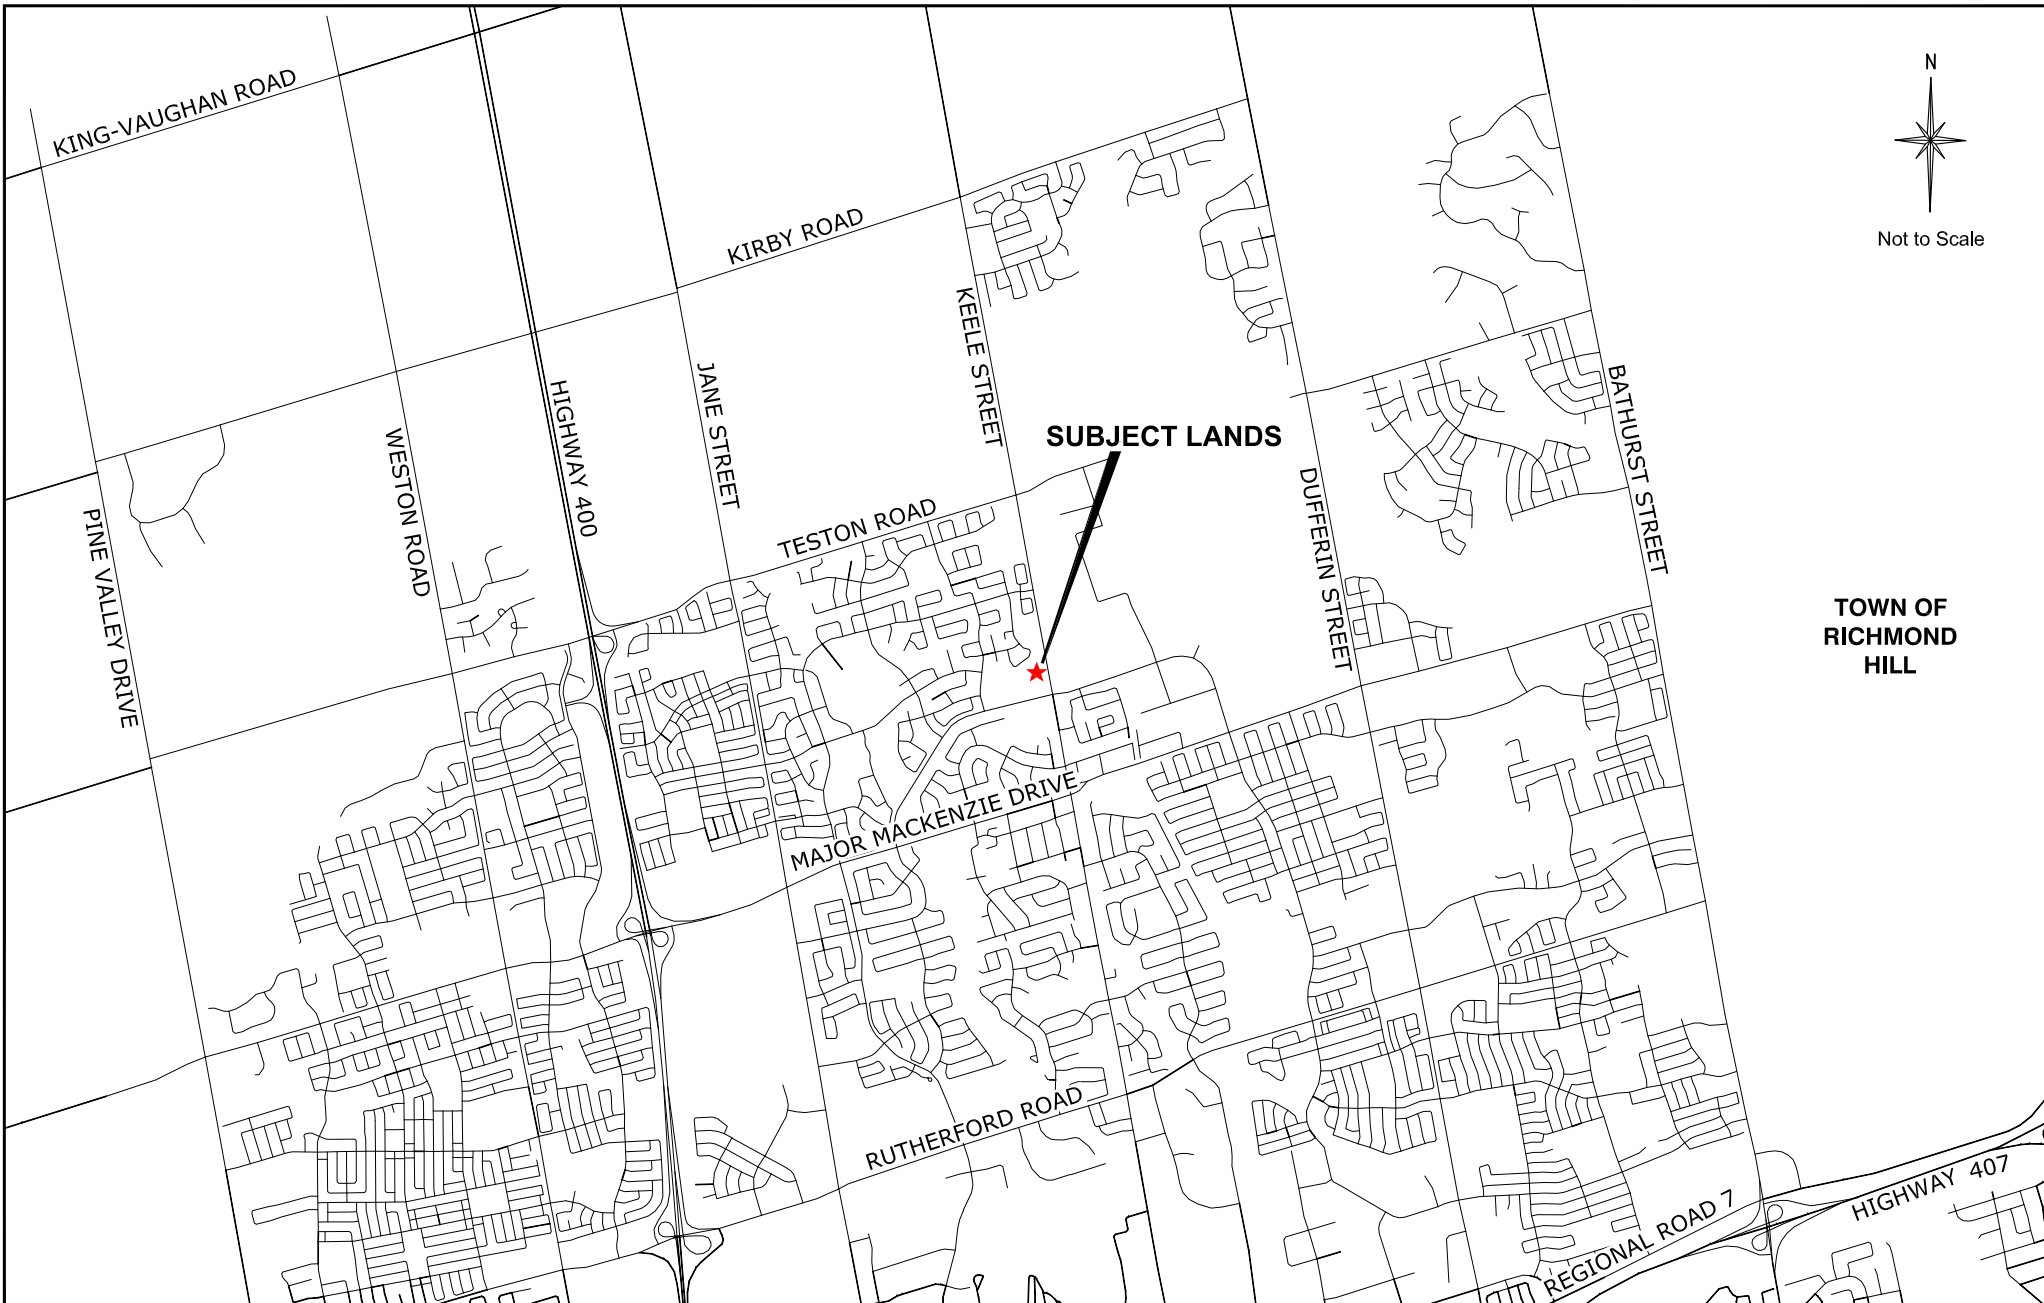 N
Not to Scale
KING-VAUGHAN ROAD
KIRBY ROAD
KEELE STREET
JANE STREET
HIGHWAY 400
WESTON ROAD
PINE VALLEY DRIVE
SUBJECT LANDS
BATHURST STREET
DUFFERIN STREET
TESTON ROAD
TOWN OF
RICHMOND
HILL
MAJOR MACKENZIE DRIVE
RUTHERFORD ROAD
REGIONAL ROAD 7
HIGHWAY 407